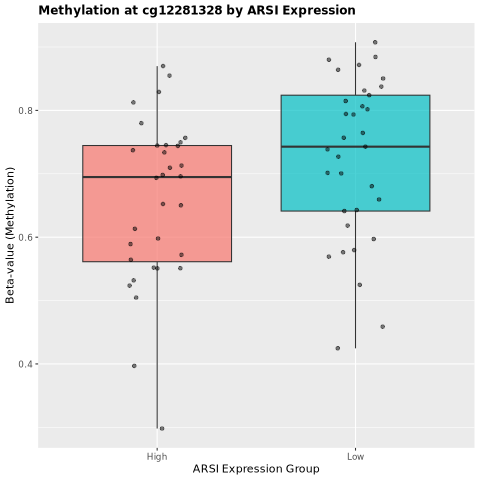 Methylation at cg12281328 by ARSI Expression
Beta-value (Methylation)
0.8
0.6
0.4
High
Low
ARSI Expression Group